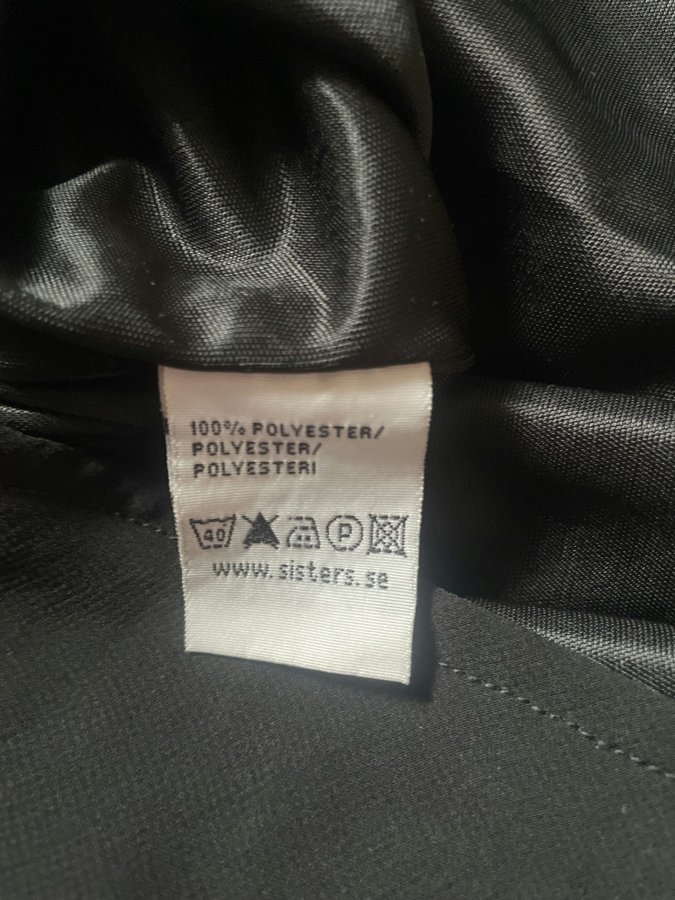 100% POLYESTER/
POLYESTER/
POLYESTERI
40 P
www.sisters.se